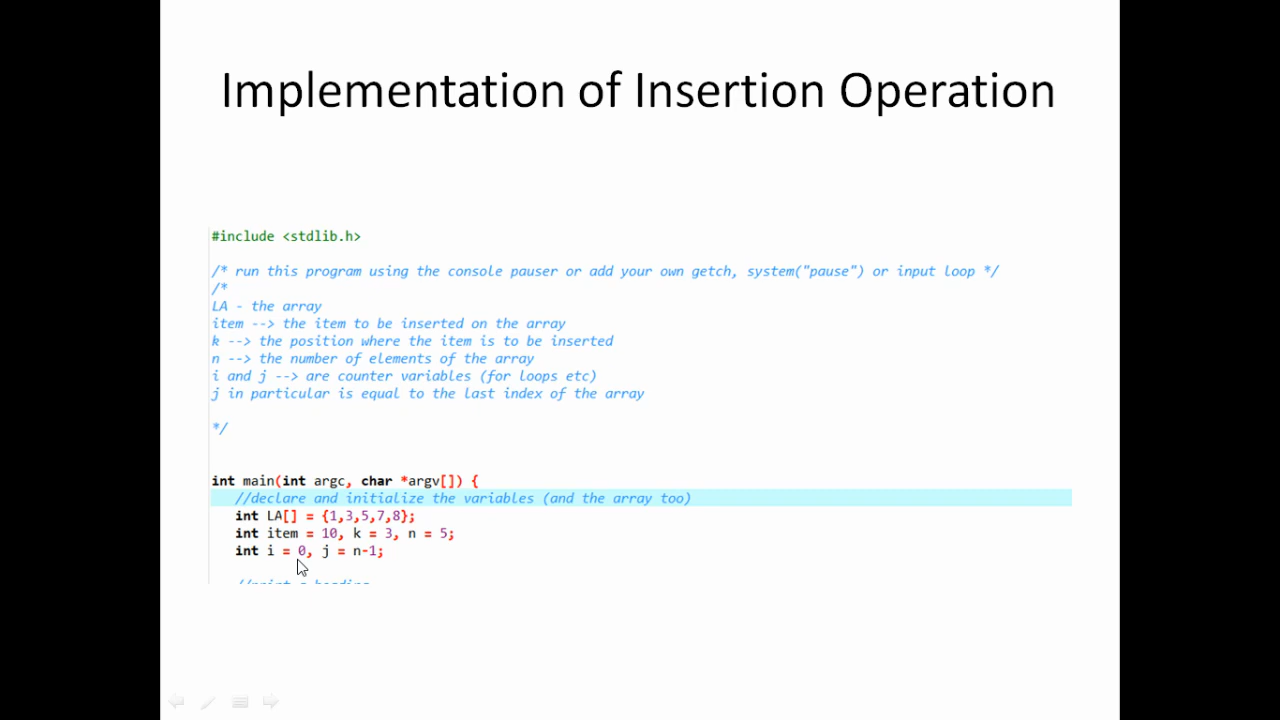 Implementation of Insertion Operation
#include <stdlib.h>
/* run this program using the console pauser or add your own getch, system("pause") or input loop */
/*
LA - the array
item --> the item to be inserted on the array
k --> the position where the item is to be inserted
n --> the number of elements of the array
i and j --> are counter variables (for loops etc)
j in particular is equal to the last index of the array
*/
int main(int argc, char *argv[]) {
//declare and initialize the variables (and the array too)
int LA[] = {1,3,5,7,8};
int item = 10, k = 3, n = 5;
int i = 0, j = n-1;
//print a heading